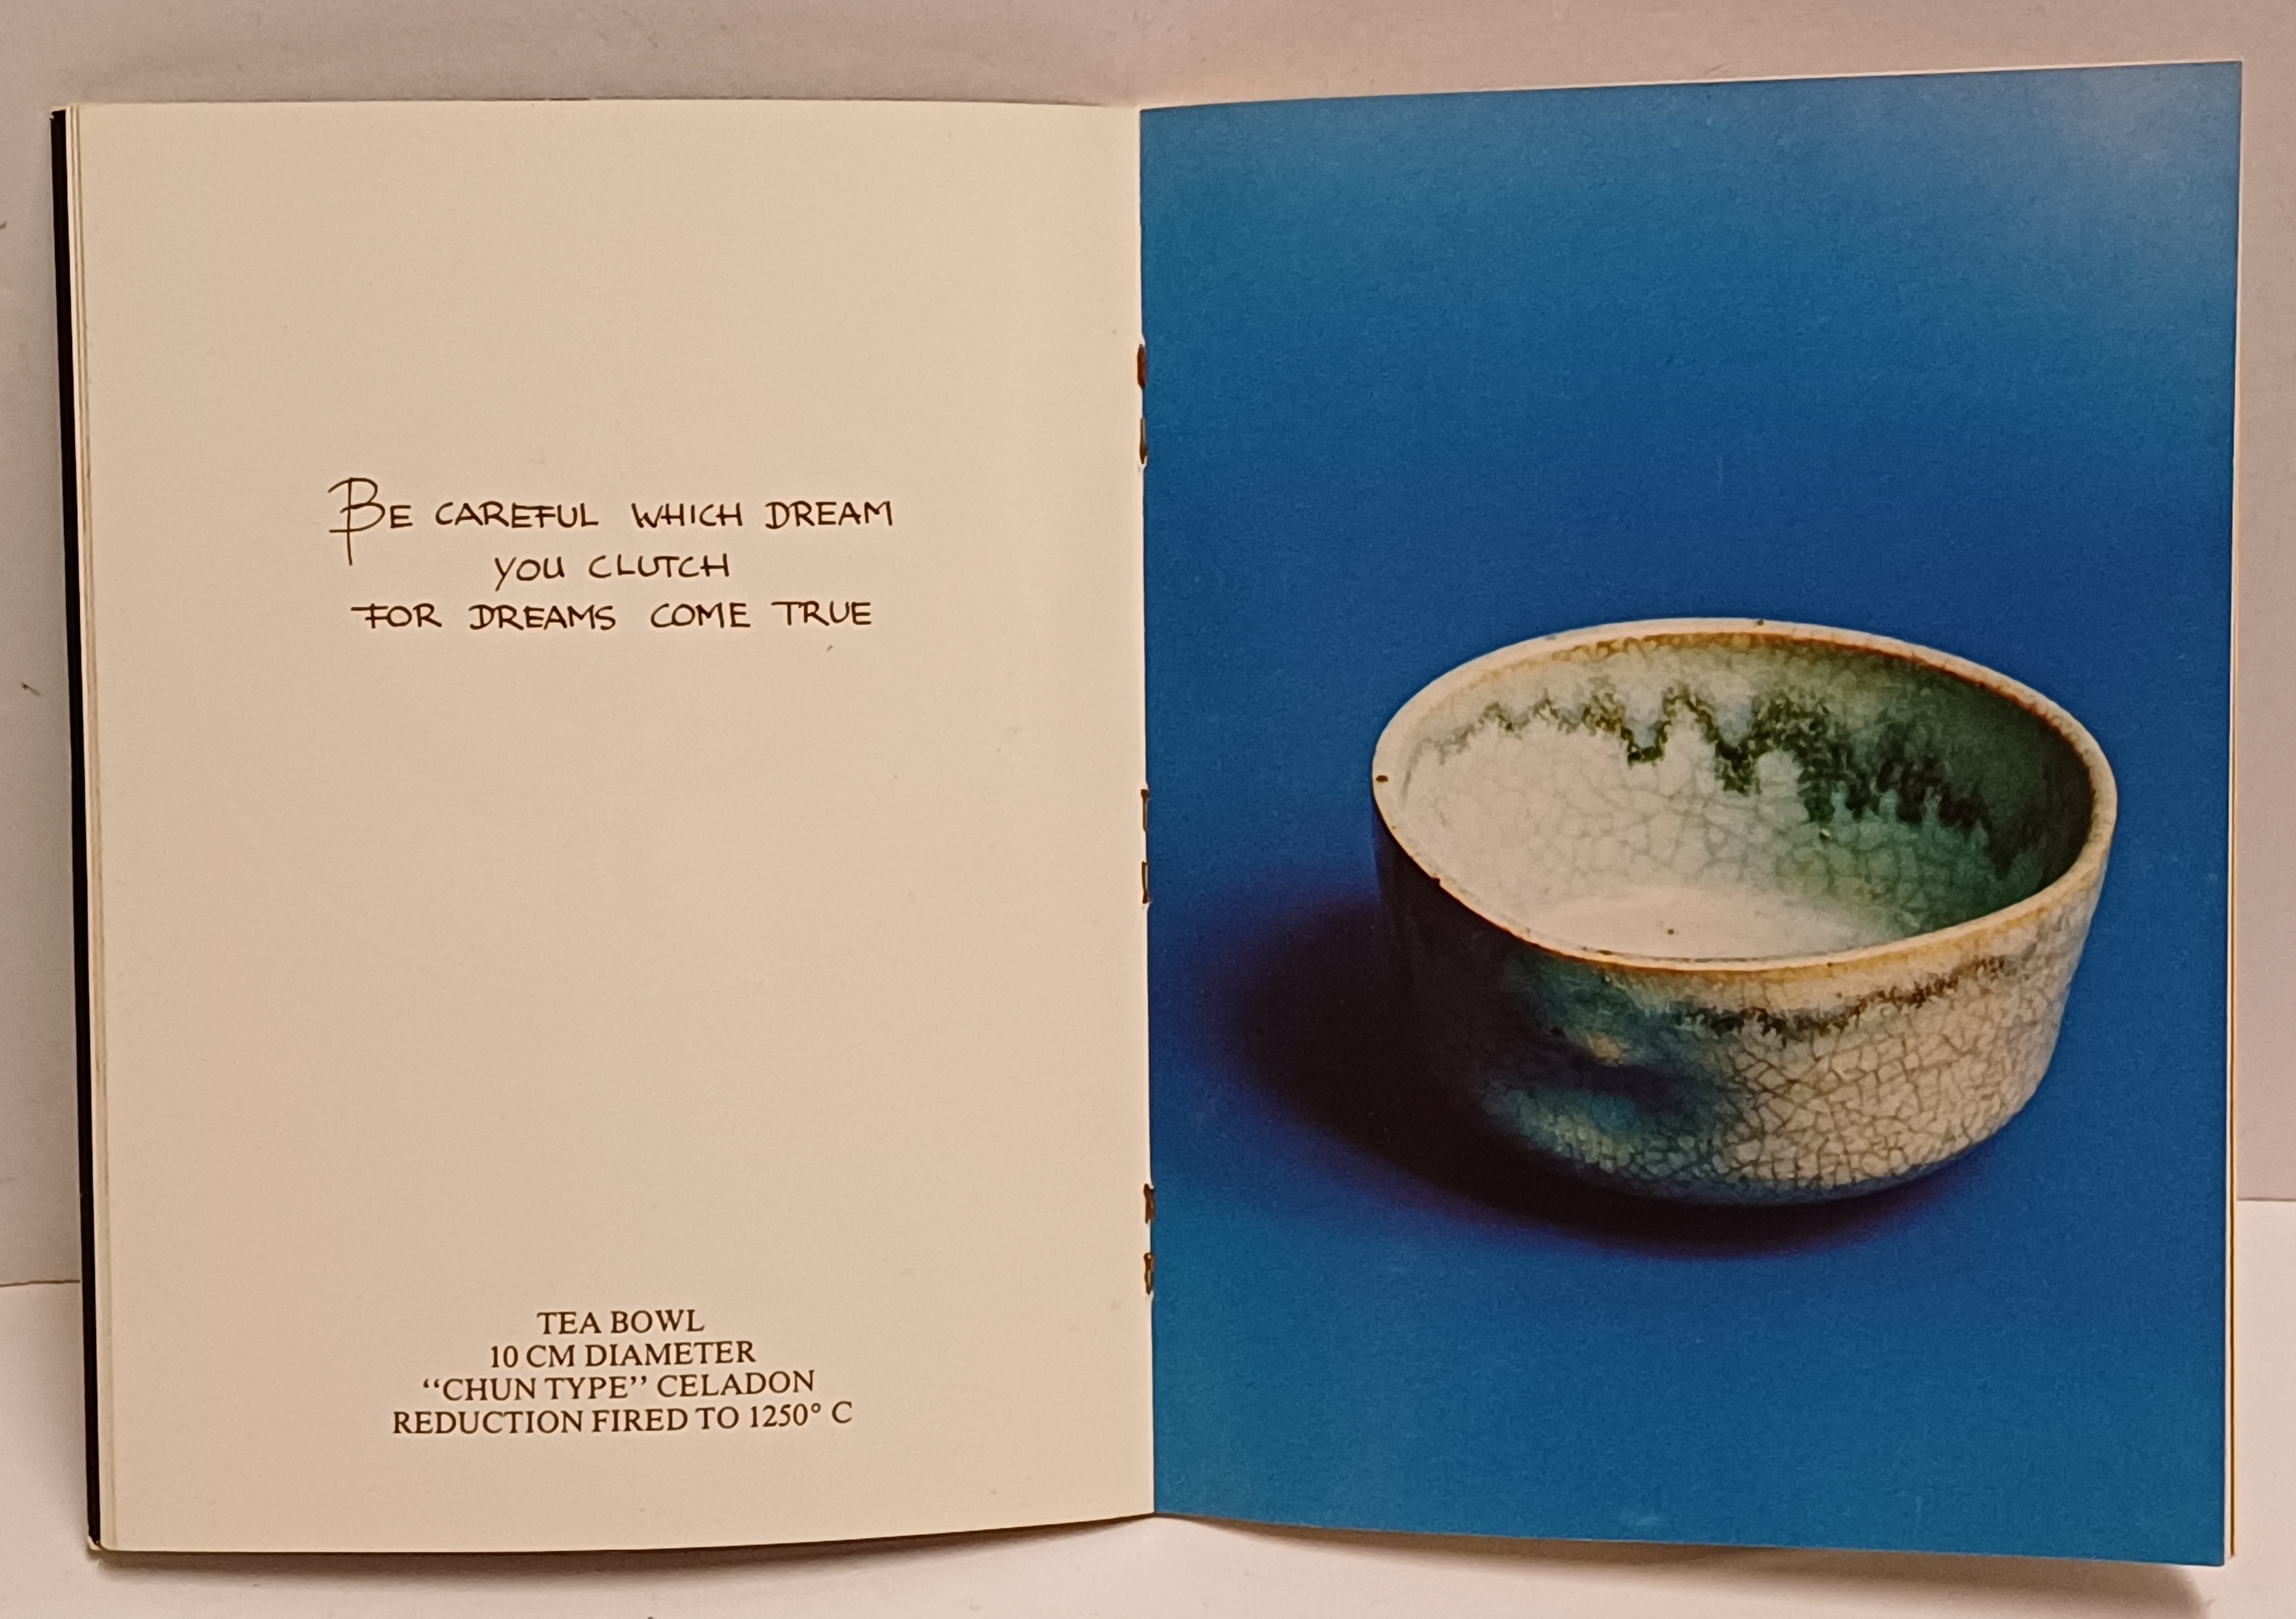 BE CAREFUL WHICH DREAM
YOU CLUTCH
FOR DREAMS COME TRUE
TEA BOWL
10 CM DIAMETER
‘‘CHUN TYPE’’ CELADON
REDUCTION FIRED TO 1250° C